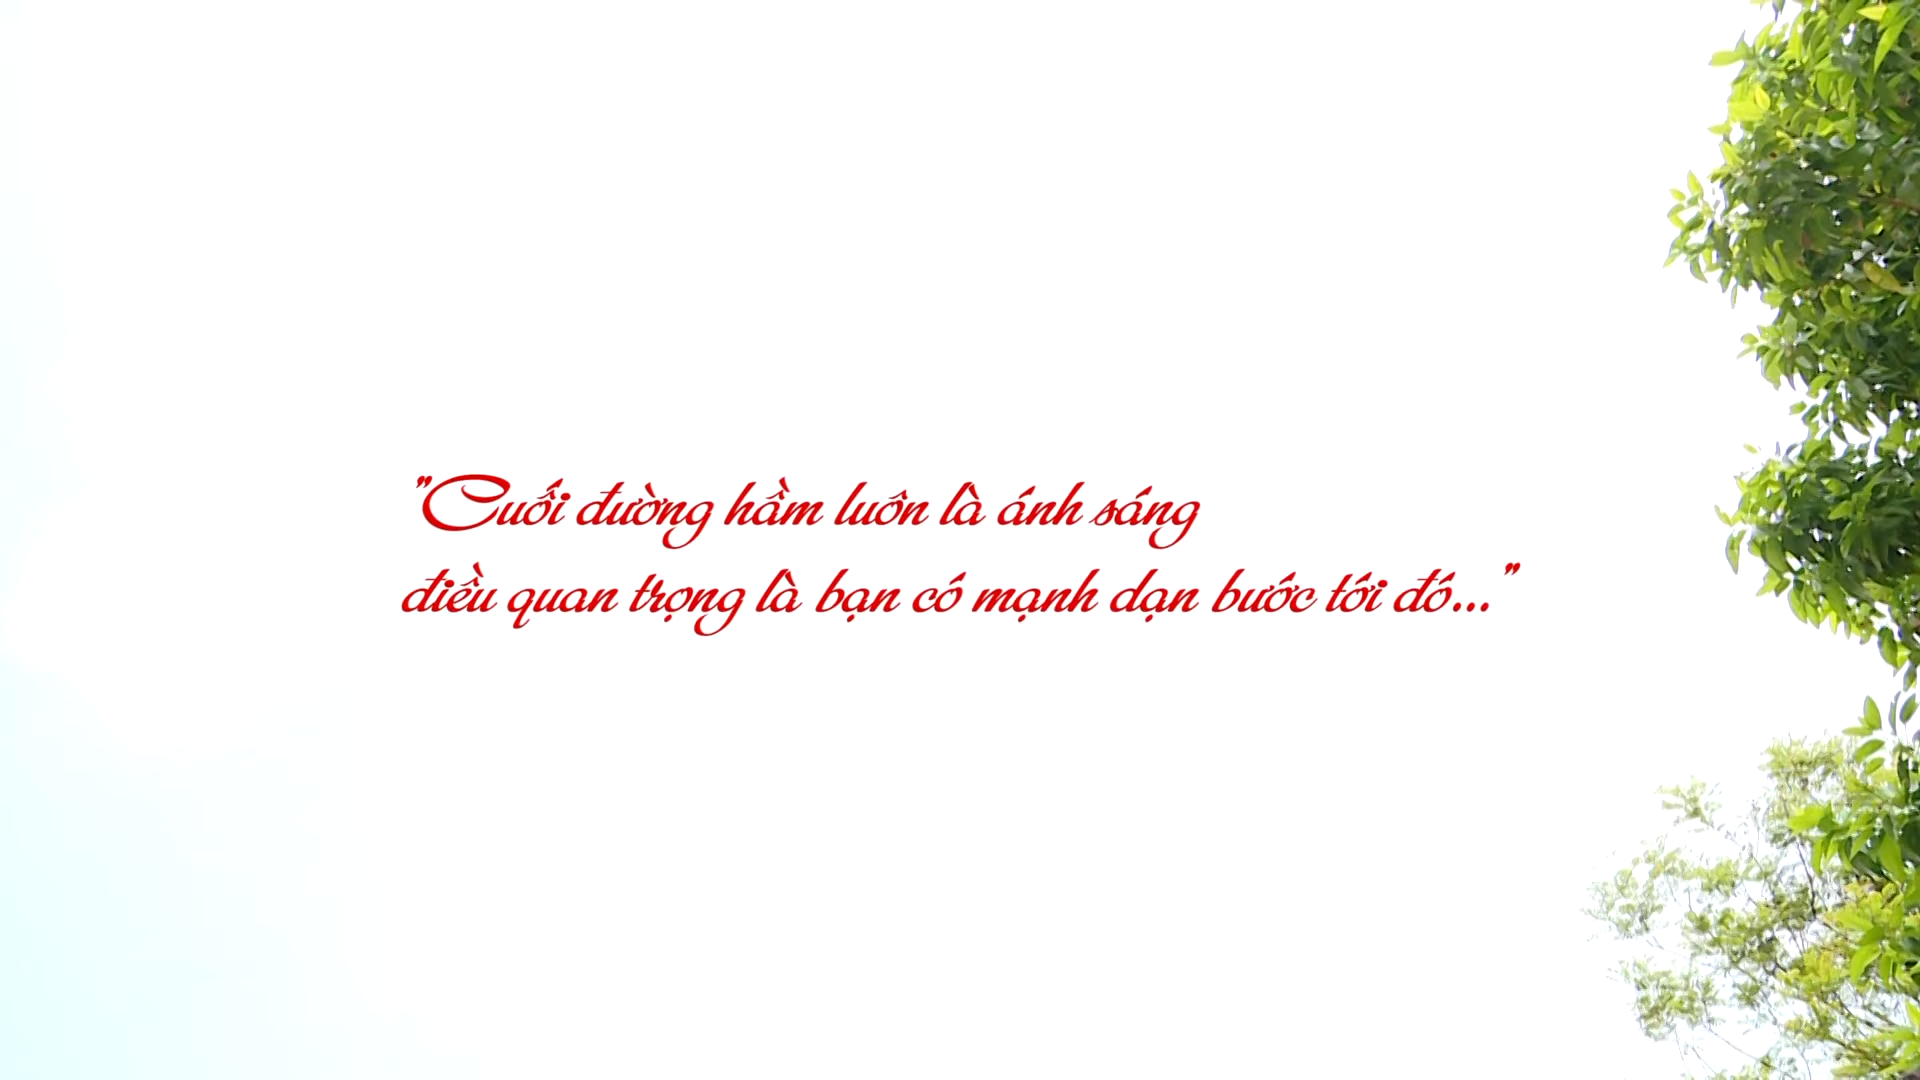 "Cuối đường hầm luôn là ánh sáng
điều quan trọng là bạn có mạnh dạn bước tới đó..."